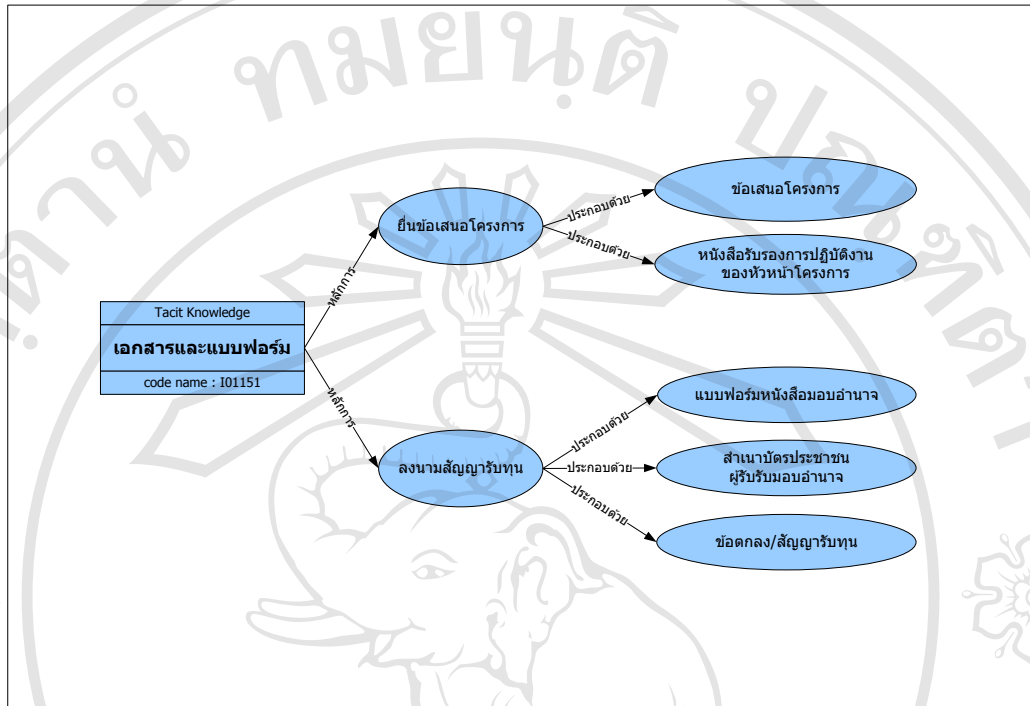 Tacit Knowledge
เอกสารและแบบฟอร์ม
code name : I01151
หลักการ
ยื่นข้อเสนอโครงการ
ประกอบด้วย
ข้อเสนอโครงการ
ประกอบด้วย
หนังสือรับรองการปฏิบัติงาน
ของหัวหน้าโครงการ
หลักการ
ลงนามสัญญารับทุน
ประกอบด้วย
แบบฟอร์มหนังสือมอบอำนาจ
ประกอบด้วย
สำเนาบัตรประชาชน
ผู้รับรับมอบอำนาจ
ประกอบด้วย
ข้อตกลง/สัญญารับทุน
ทมยนฺติ